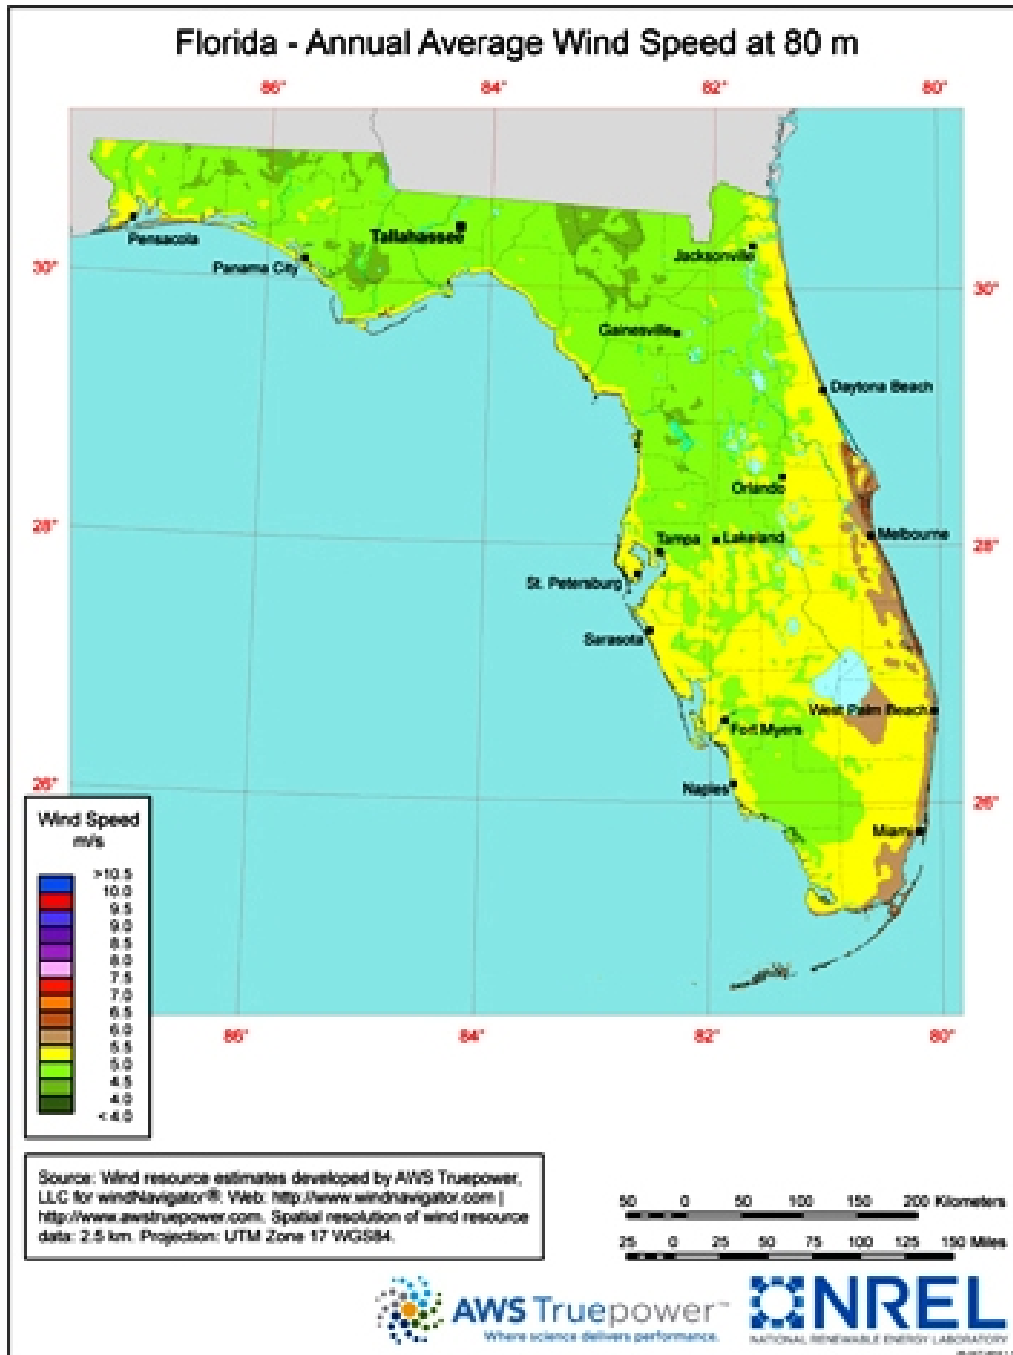 Florida - Annual Average Wind Speed at 80 m
86° 84° 82° 80°
Pensacola
Tallahassee
Jacksonville
Panama City
30° 30°
Gainesville
Daytona Beach
Orlando
28° 28°
Tampa Lakeland Melbourne
St. Petersburg
Sarasota
West Palm Beach
Fort Myers
Naples
26° 26°
Miami
Wind Speed
m/s
>10.5
10.0
9.5
9.0
8.5
8.0
7.5
7.0
6.5
6.0
5.5
5.0
4.5
4.0
<4.0
86° 84° 82° 80°
Source: Wind resource estimates developed by AWS Truepower,
LLC for windNavigator®. Web: http://www.windnavigator.com |
http://www.awstruepower.com. Spatial resolution of wind resource
data: 2.5 km. Projection: UTM Zone 17 WGS84.
50 0 50 100 150 200 Kilometers
25 0 25 50 75 100 125 150 Miles
AWS Truepower™
Where science delivers performance.
NREL
NATIONAL RENEWABLE ENERGY LABORATORY